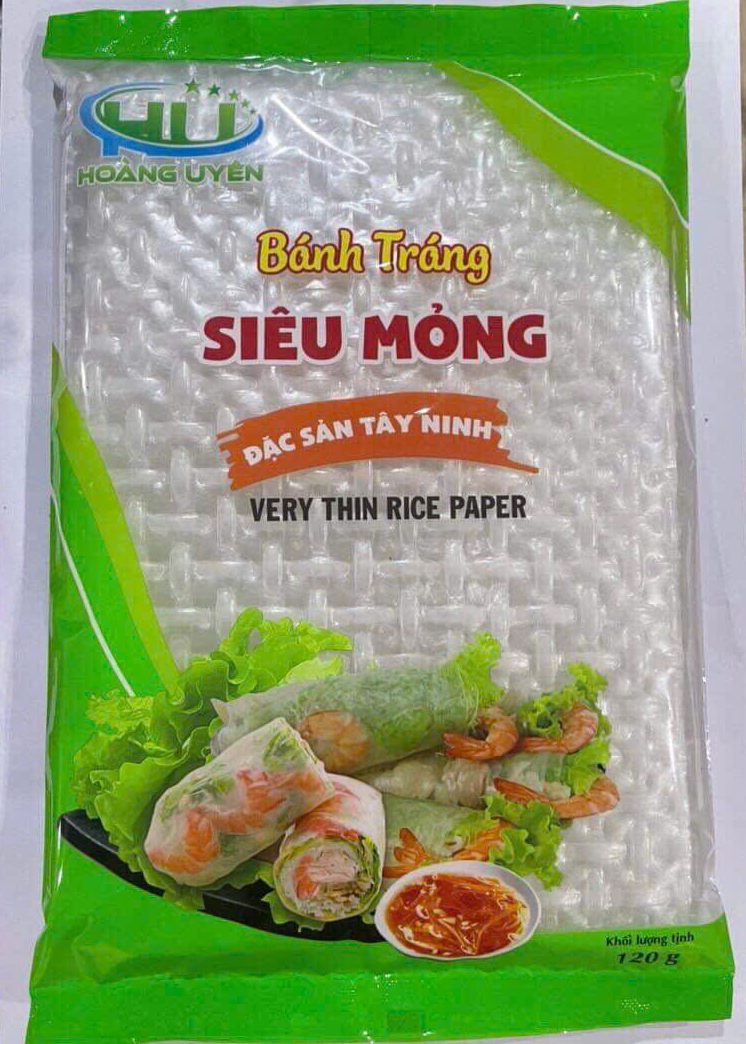 HU
HOÀNG UYÊN
Bánh Tráng
SIÊU MỎNG
ĐẶC SẢN TÂY NINH
VERY THIN RICE PAPER
Khối lượng tịnh
120 g